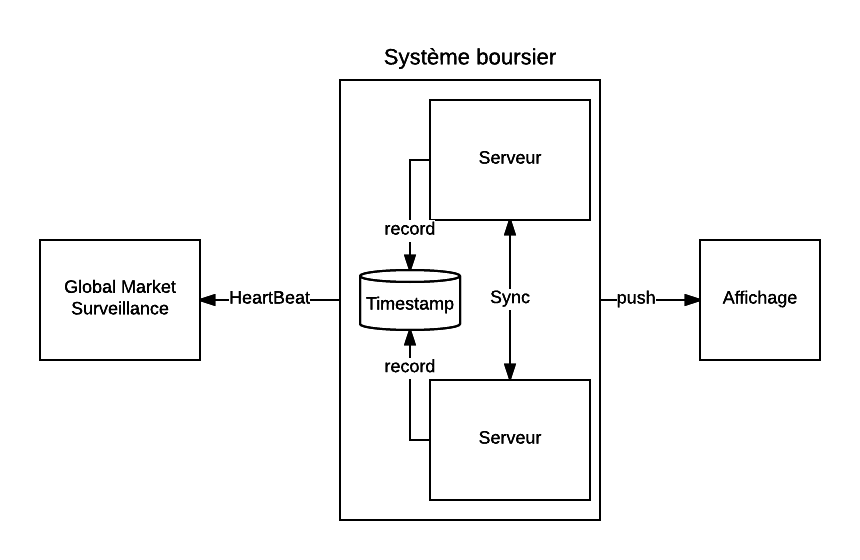 Système boursier
Serveur
record
Global Market
Surveillance
HeartBeat
Timestamp
Sync
push
Affichage
record
Serveur